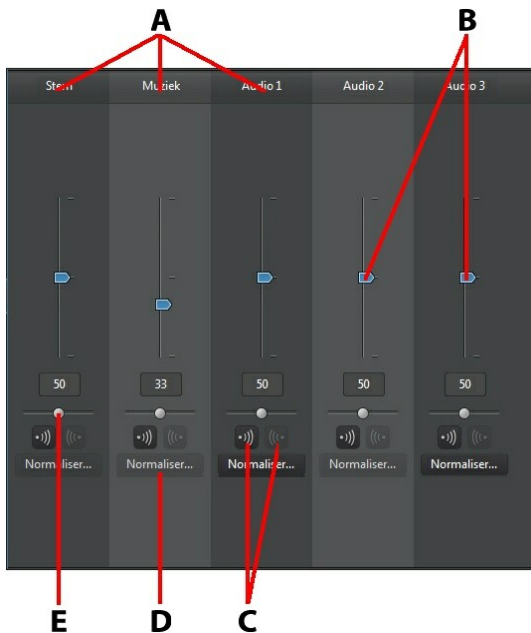 A B
Stem Muziek Audio 1 Audio 2 Audio 3
50 33 50 50 50
Normaliser... Normaliser... Normaliser... Normaliser... Normaliser...
E D C